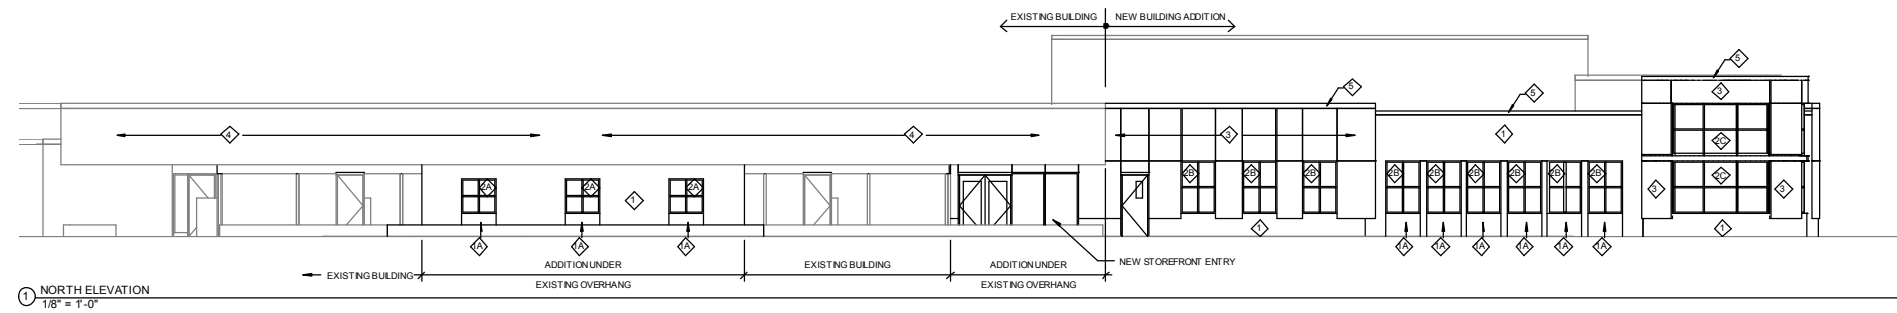 EXISTING BUILDING NEW BUILDING ADDITION
5
5
5
3
4
4
3
1
2C
2A
2A
2A
1
2B
2B
2B
2B
2B
2B
2B
2B
2B
2C
3
3
1
1
1A
1A
1A
1A
1A
1A
1A
1A
1A
EXISTING BUILDING
ADDITION UNDER
EXISTING OVERHANG
EXISTING BUILDING
ADDITION UNDER
EXISTING OVERHANG
NEW STOREFRONT ENTRY
1 NORTH ELEVATION
1/8" = 1'-0"